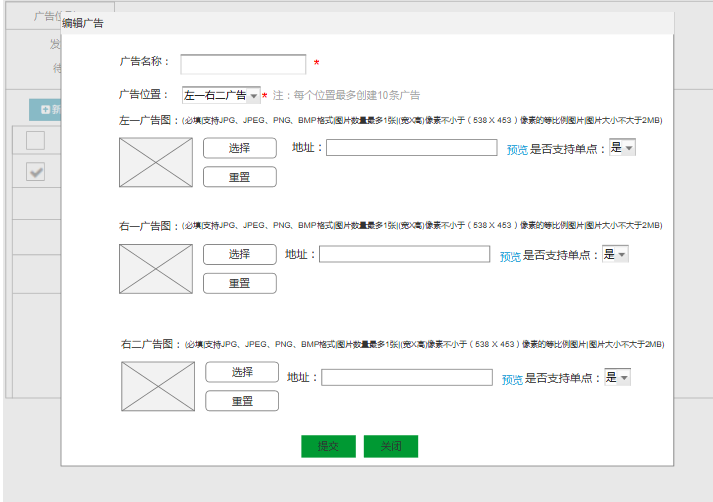 广告位
编辑广告
发
待
新
广告名称： *
广告位置： 左一右二广告 * 注：每个位置最多创建10条广告
左一广告图：(必填|支持JPG、JPEG、PNG、BMP格式|图片数量最多1张|(宽X高)像素不小于（538 X 453）像素的等比例图片|图片大小不大于2MB)
选择 地址： 预览 是否支持单点： 是
重置
右一广告图：(必填|支持JPG、JPEG、PNG、BMP格式|图片数量最多1张|(宽X高)像素不小于（538 X 453）像素的等比例图片|图片大小不大于2MB)
选择 地址： 预览 是否支持单点： 是
重置
右二广告图：(必填|支持JPG、JPEG、PNG、BMP格式|图片数量最多1张|(宽X高)像素不小于（538 X 453）像素的等比例图片|图片大小不大于2MB)
选择 地址： 预览 是否支持单点： 是
重置
提交 关闭